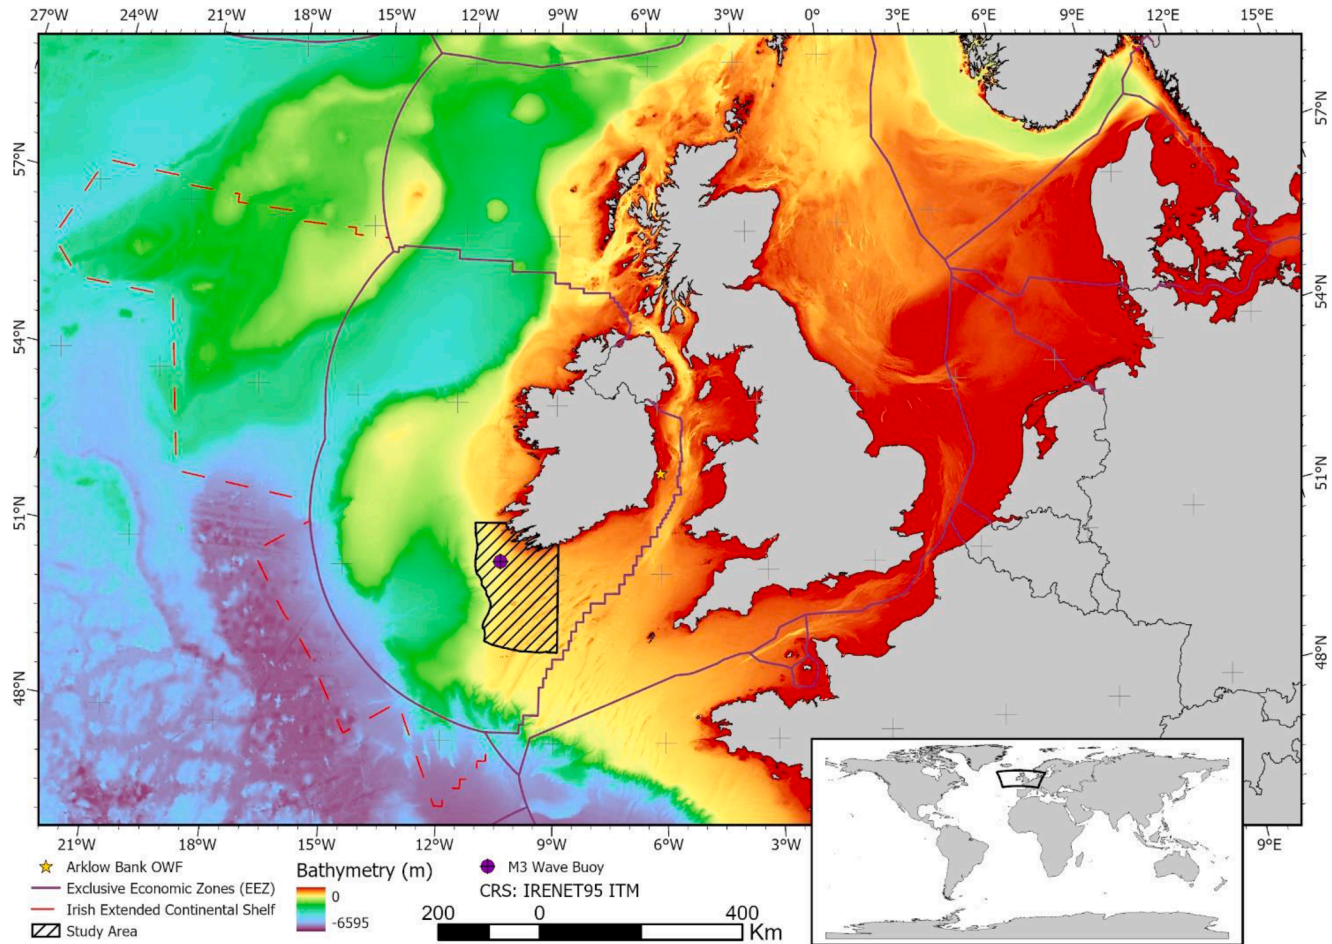 27°W 24°W 21°W 18°W 15°W 12°W 9°W 6°W 3°W 0° 3°E 6°E 9°E 12°E 15°E
57°N
57°N
54°N
54°N
51°N
51°N
48°N
48°N
21°W 18°W 15°W 12°W 9°W 6°W 3°W 9°E
Arklow Bank OWF
Exclusive Economic Zones (EEZ)
Irish Extended Continental Shelf
Study Area
Bathymetry (m)
0
-6595
M3 Wave Buoy
CRS: IRENET95 ITM
200 0 400
Km